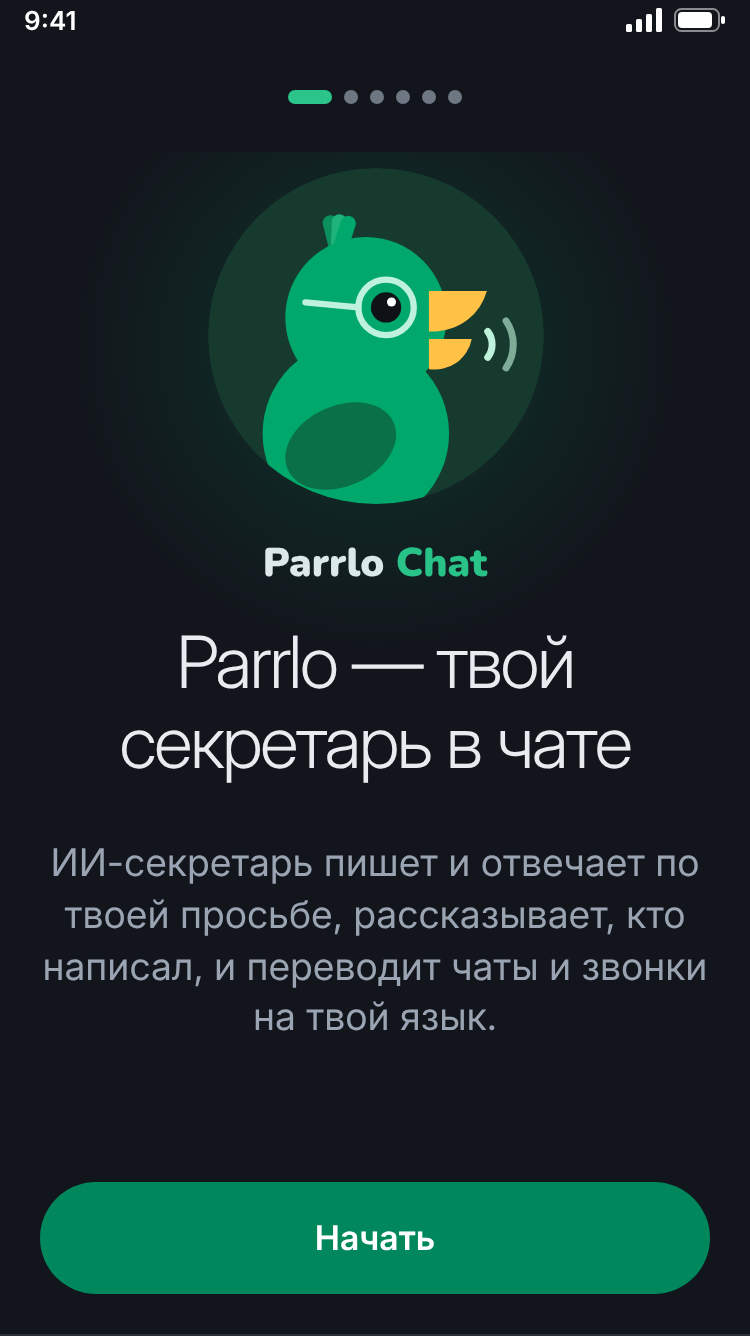 9:41
Parrlo Chat
Parrlo — твой
секретарь в чате
ИИ-секретарь пишет и отвечает по
твоей просьбе, рассказывает, кто
написал, и переводит чаты и звонки
на твой язык.
Начать